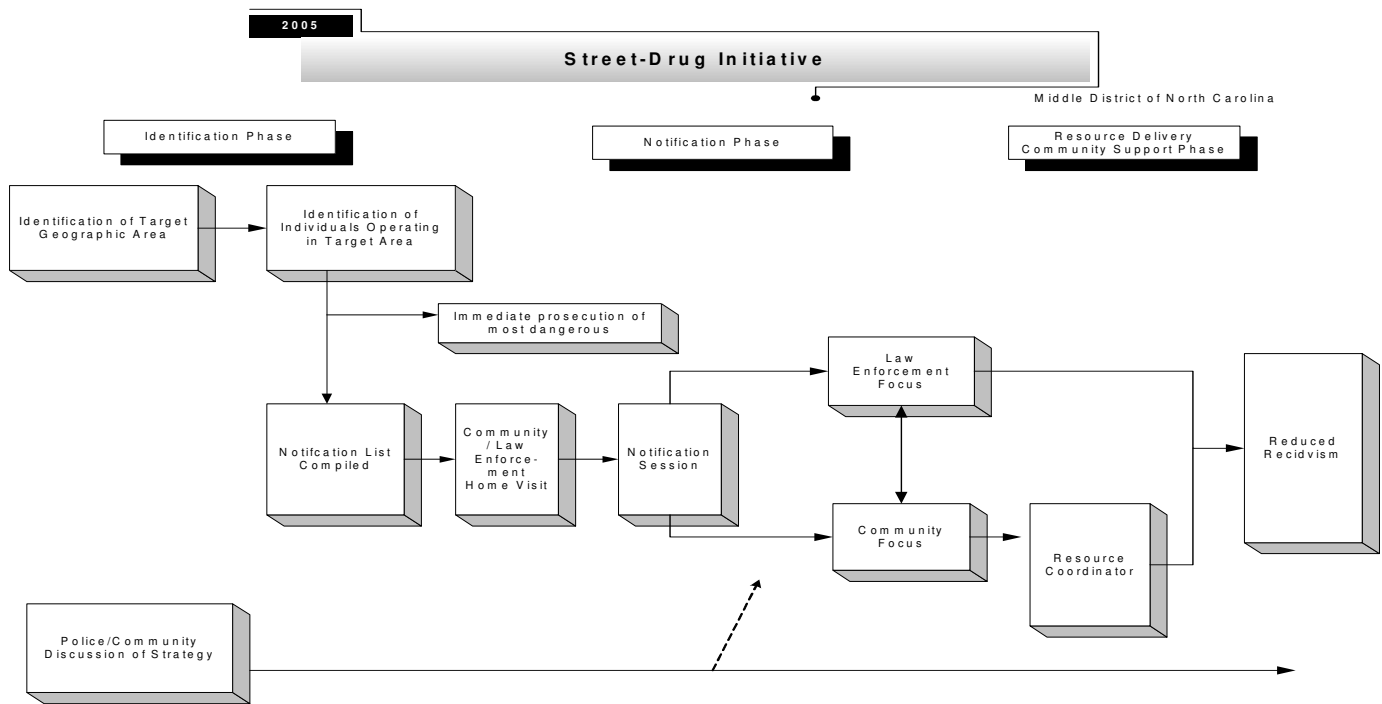 2005
Street-Drug Initiative
Middle District of North Carolina
Identification Phase
Notification Phase
Resource Delivery
Community Support Phase
Identification of Target
Geographic Area
Identification of
Individuals Operating
in Target Area
Immediate prosecution of
most dangerous
Law
Enforcement
Focus
Notifcation List
Compiled
Community
/ Law
Enforce-
ment
Home Visit
Notification
Session
Reduced
Recidvism
Community
Focus
Resource
Coordinator
Police/Community
Discussion of Strategy